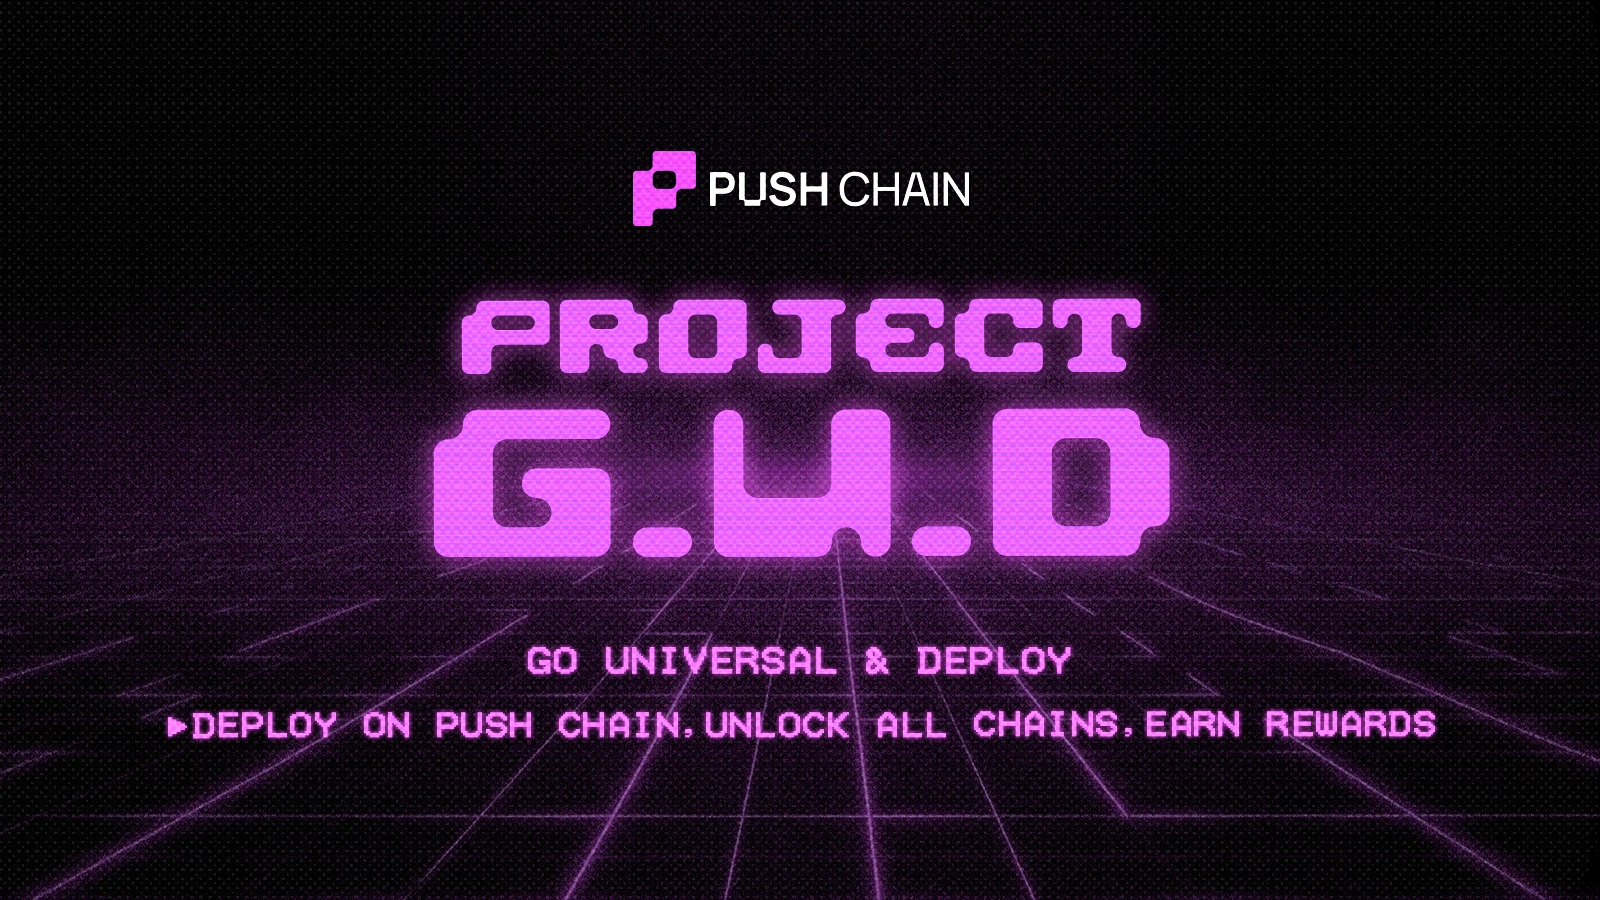 PUSH CHAIN
PROJECT
G.U.D
GO UNIVERSAL & DEPLOY
▶DEPLOY ON PUSH CHAIN, UNLOCK ALL CHAINS, EARN REWARDS